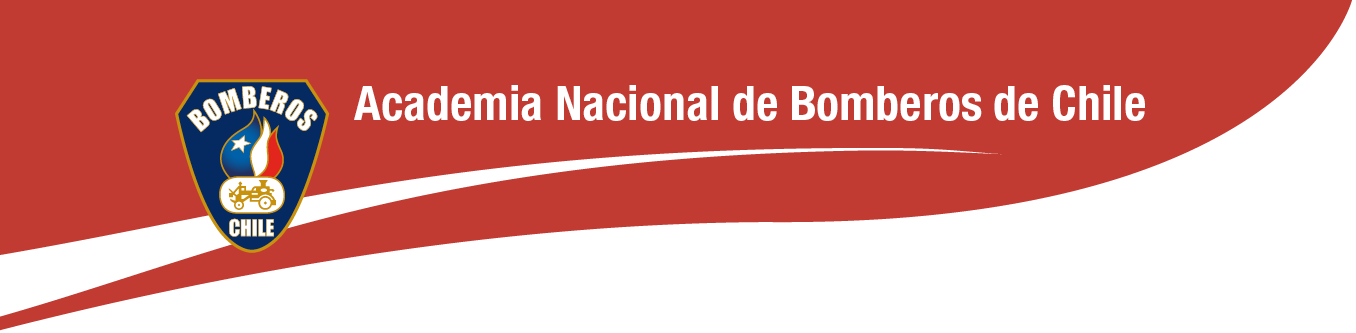 Academia Nacional de Bomberos de Chile
BOMBEROS
CHILE